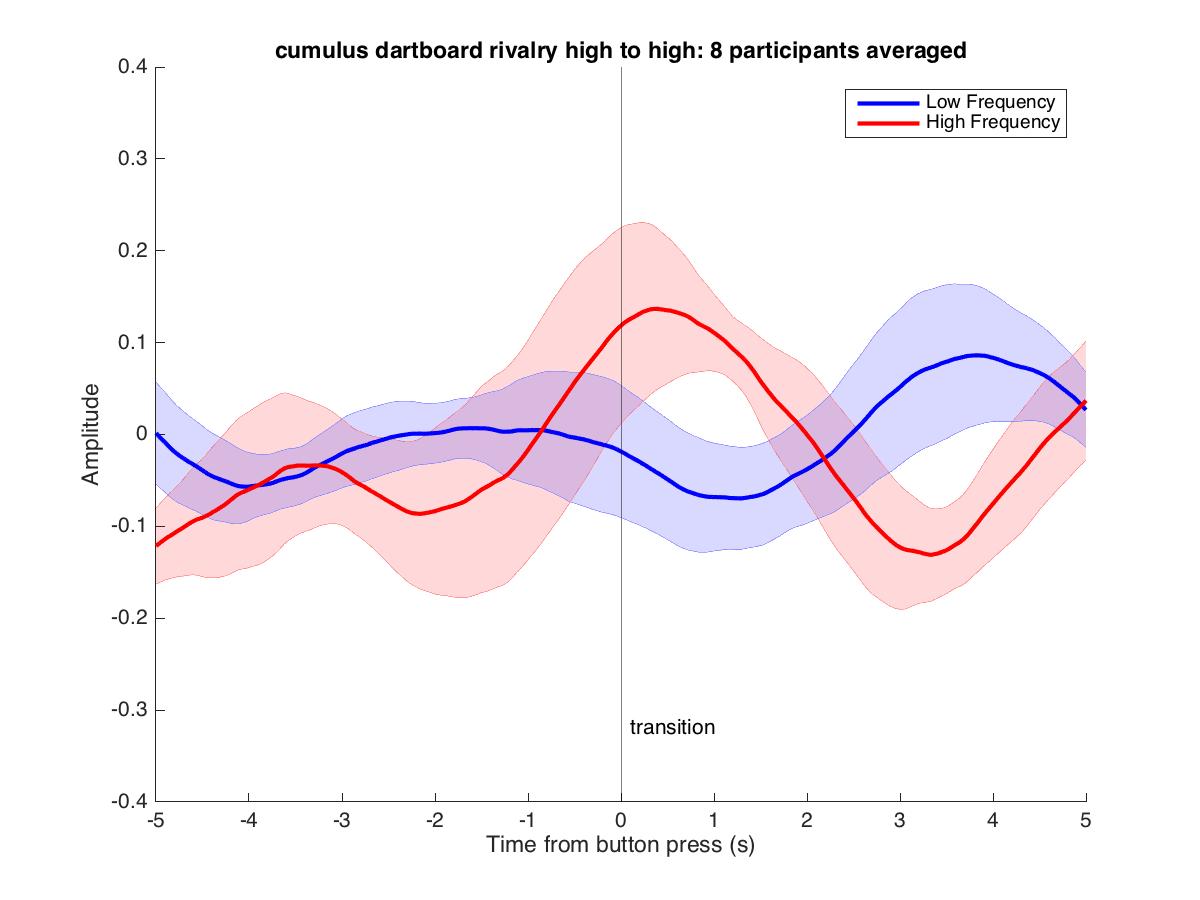 cumulus dartboard rivalry high to high: 8 participants averaged
0.4
0.3
0.2
0.1
0
-0.1
-0.2
-0.3
-0.4
Amplitude
Low Frequency
High Frequency
transition
-5 -4 -3 -2 -1 0 1 2 3 4 5
Time from button press (s)